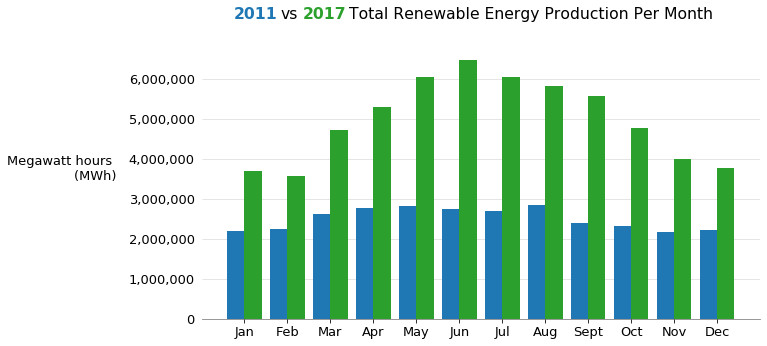 2011 vs 2017 Total Renewable Energy Production Per Month
Megawatt hours
(MWh)
6,000,000
5,000,000
4,000,000
3,000,000
2,000,000
1,000,000
0
Jan Feb Mar Apr May Jun Jul Aug Sept Oct Nov Dec